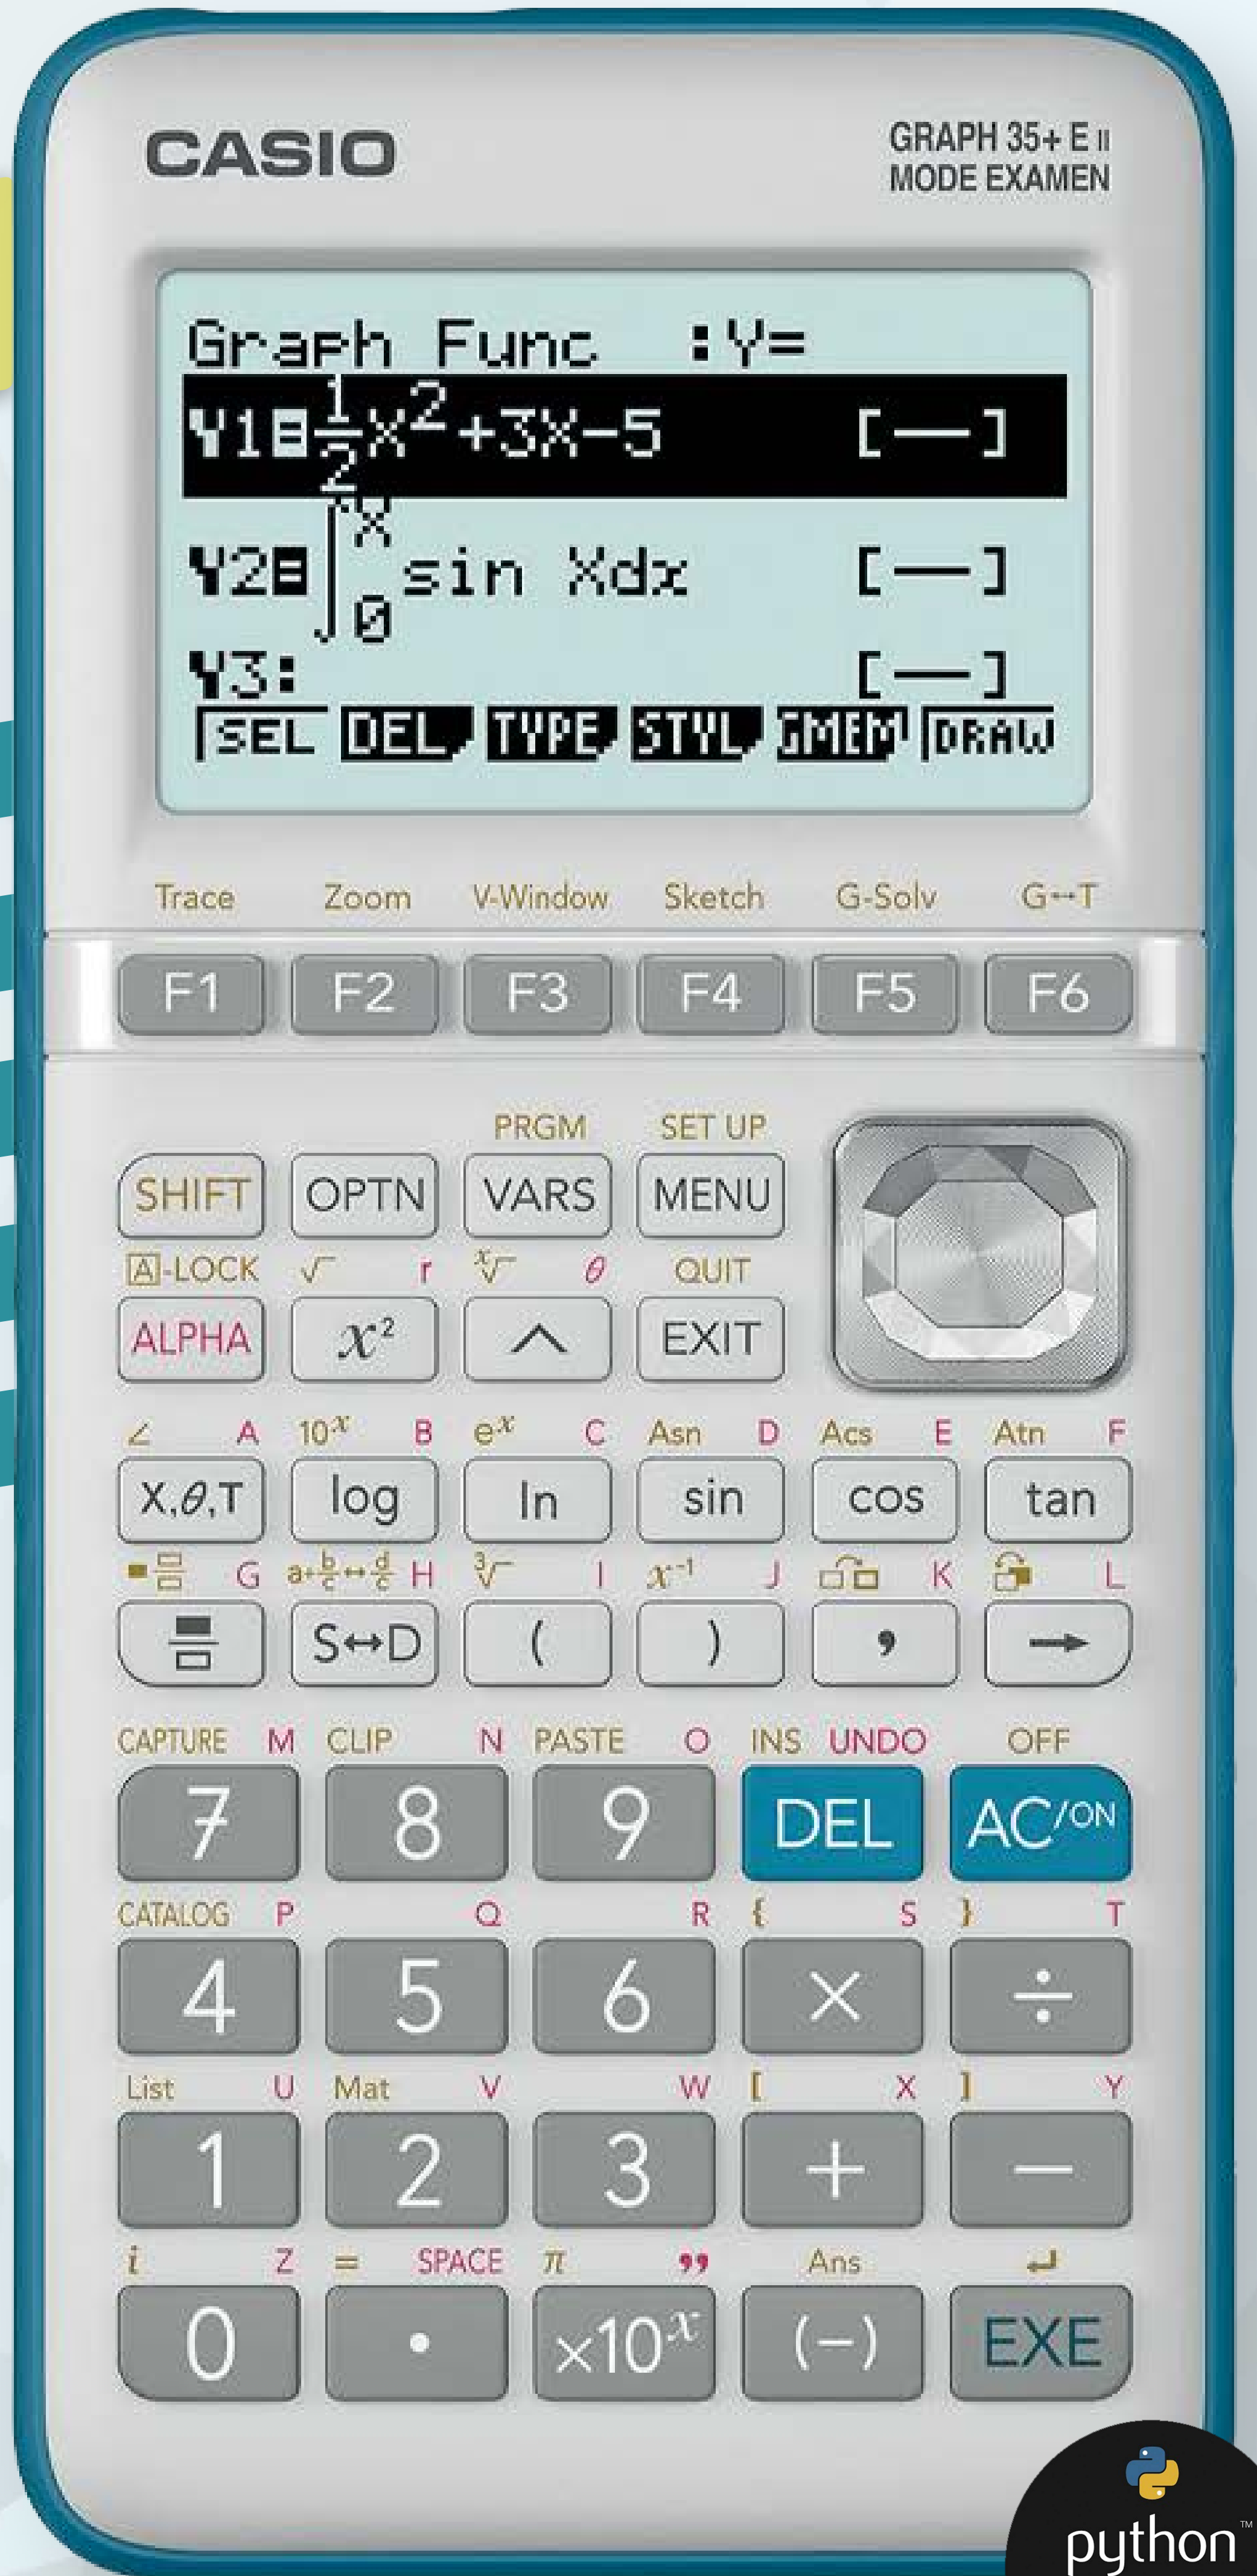 CASIO
GRAPH 35+ E II
MODE EXAMEN
Graph Func :Y=
Y1=1/2X²+3X-5 [—]
Y2=∫₀ˣ sin Xdx [—]
Y3: [—]
SEL DEL TYPE STYL GMEM DRAW
Trace Zoom V-Window Sketch G-Solv G↔T
F1 F2 F3 F4 F5 F6
PRGM SET UP
SHIFT OPTN VARS MENU
A-LOCK √ r ˣ√ θ QUIT
ALPHA x² ^ EXIT
∠ A 10ˣ B eˣ C Asn D Acs E Atn F
X,θ,T log ln sin cos tan
G a+b/c↔d/c H ³√ I x⁻¹ J K L
S↔D ( ) , →
CAPTURE M CLIP N PASTE O INS UNDO OFF
7 8 9 DEL AC/ON
CATALOG P Q R { S } T
4 5 6 × ÷
List U Mat V W [ X ] Y
1 2 3 + −
i Z = SPACE π ❞ Ans ↵
0 . ×10ˣ (−) EXE
python™